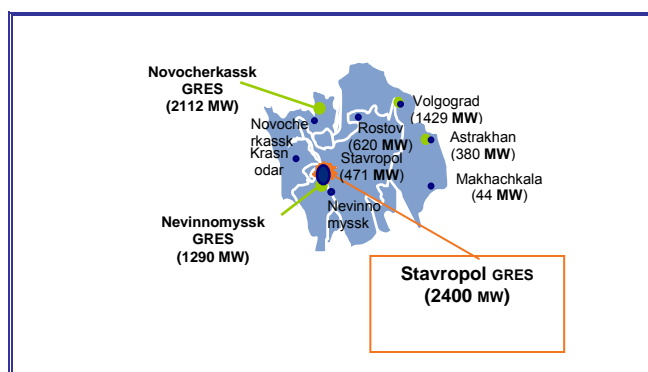 Novocherkassk
GRES
(2112 MW)
Volgograd
(1429 MW)
Novoche
rkassk
Rostov
(620 MW)
Astrakhan
(380 MW)
Krasn
odar
Stavropol
(471 MW)
Makhachkala
(44 MW)
Nevinno
myssk
Nevinnomyssk
GRES
(1290 MW)
Stavropol GRES
(2400 MW)